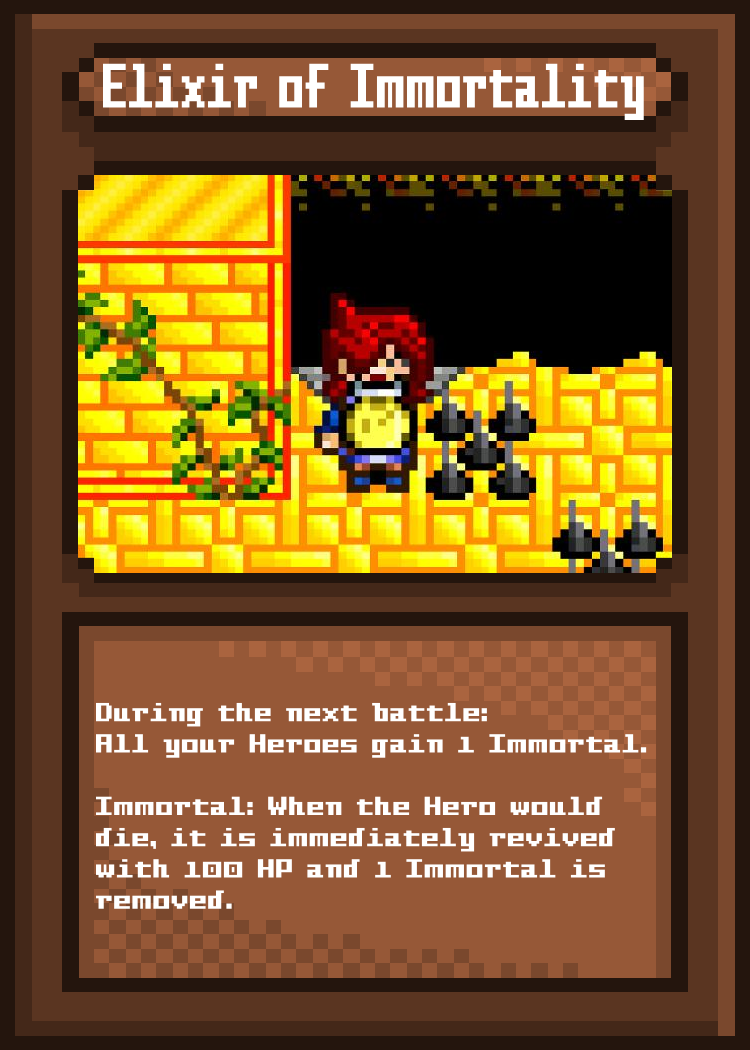 Elixir of Immortality
During the next battle:
All your Heroes gain 1 Immortal.
Immortal: When the Hero would
die, it is immediately revived
with 100 HP and 1 Immortal is
removed.